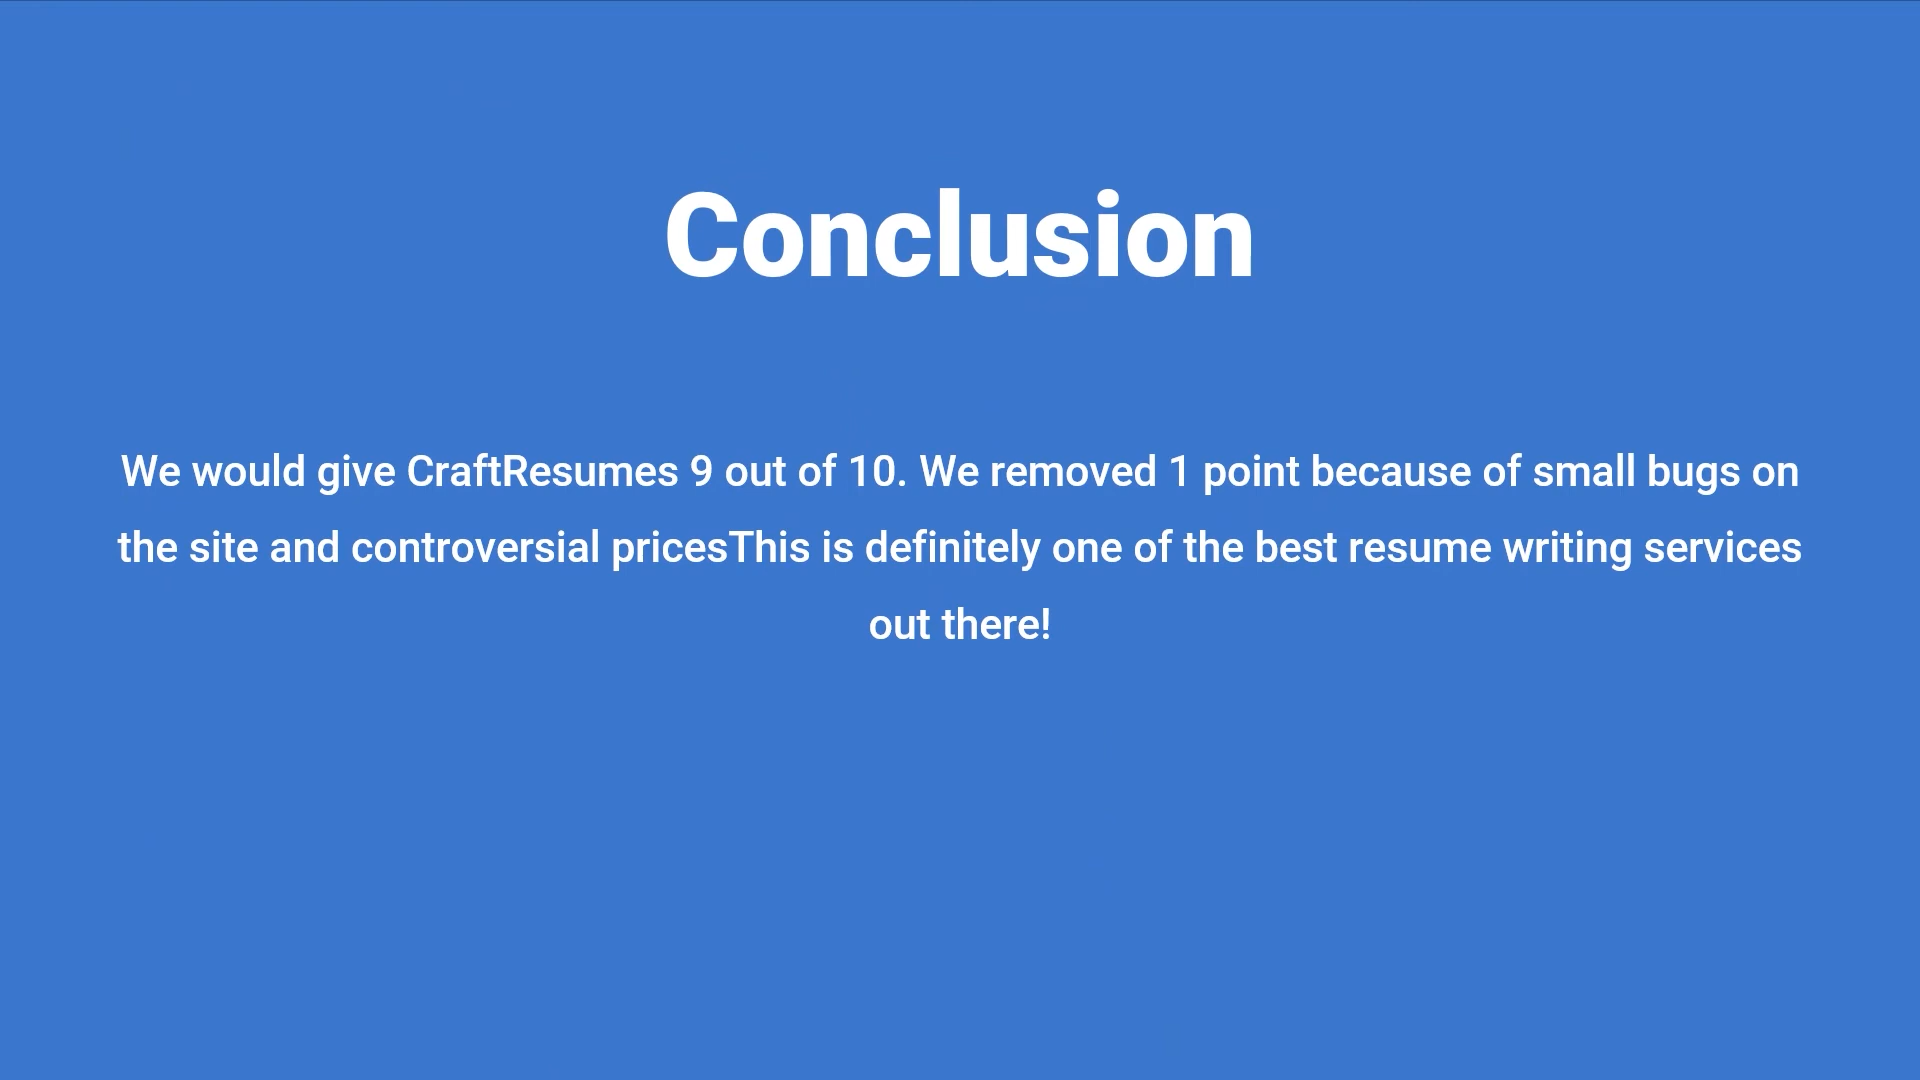 Conclusion
We would give CraftResumes 9 out of 10. We removed 1 point because of small bugs on
the site and controversial pricesThis is definitely one of the best resume writing services
out there!